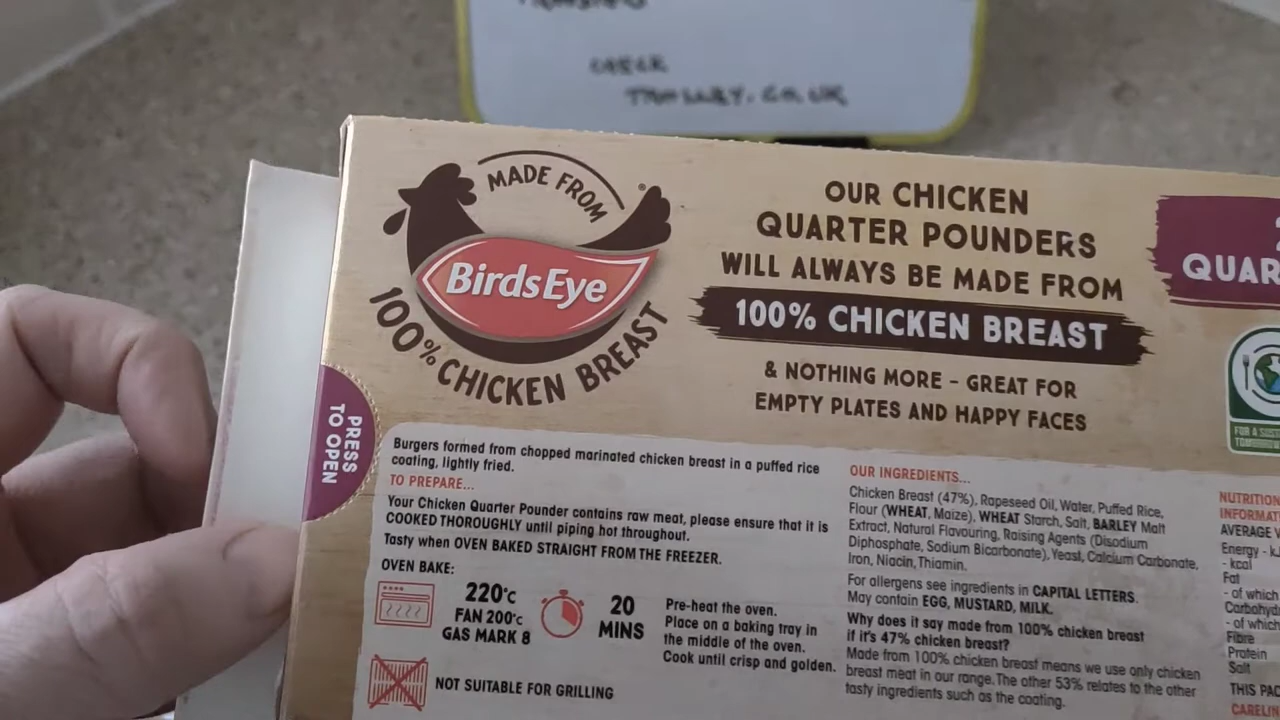 CHECK
TROLLEY.CO.UK
MADE FROM
®
BirdsEye
100% CHICKEN BREAST
OUR CHICKEN
QUARTER POUNDERS
WILL ALWAYS BE MADE FROM
100% CHICKEN BREAST
& NOTHING MORE - GREAT FOR
EMPTY PLATES AND HAPPY FACES
QUAR
FOR A SUST
TOMORROW
PRESS
TO OPEN
Burgers formed from chopped marinated chicken breast in a puffed rice
coating, lightly fried.
TO PREPARE...
Your Chicken Quarter Pounder contains raw meat, please ensure that it is
COOKED THOROUGHLY until piping hot throughout.
Tasty when OVEN BAKED STRAIGHT FROM THE FREEZER.
OVEN BAKE:
220°C
FAN 200°C
GAS MARK 8
20
MINS
Pre-heat the oven.
Place on a baking tray in
the middle of the oven.
Cook until crisp and golden.
NOT SUITABLE FOR GRILLING
OUR INGREDIENTS...
Chicken Breast (47%), Rapeseed Oil, Water, Puffed Rice,
Flour (WHEAT, Maize), WHEAT Starch, Salt, BARLEY Malt
Extract, Natural Flavouring, Raising Agents (Disodium
Diphosphate, Sodium Bicarbonate), Yeast, Calcium Carbonate,
Iron, Niacin, Thiamin.
For allergens see ingredients in CAPITAL LETTERS.
May contain EGG, MUSTARD, MILK.
Why does it say made from 100% chicken breast
if it's 47% chicken breast?
Made from 100% chicken breast means we use only chicken
breast meat in our range. The other 53% relates to the other
tasty ingredients such as the coating.
NUTRITION
INFORMAT
AVERAGE V
Energy - kJ
- kcal
Fat
- of which
Carbohyd
- of which
Fibre
Protein
Salt
THIS PAC
CARELIN